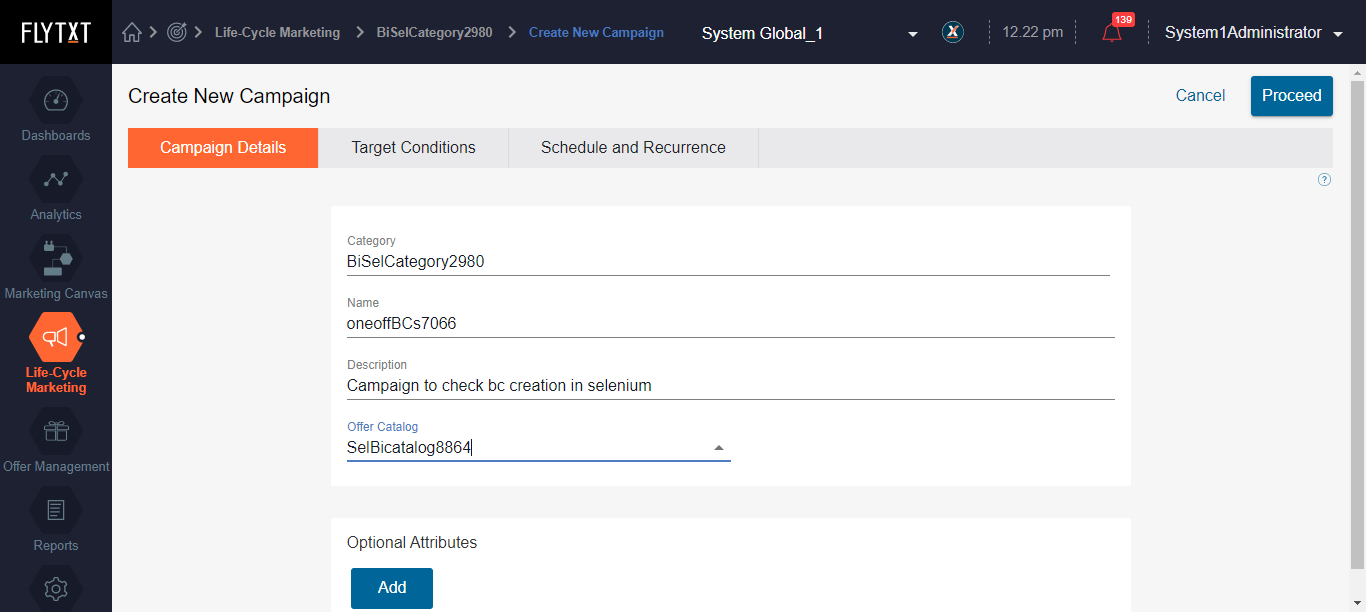 FLYTXT
Life-Cycle Marketing
BiSelCategory2980
Create New Campaign
System Global_1
X
12.22 pm
139
System1Administrator
Dashboards
Analytics
Marketing Canvas
Life-Cycle
Marketing
Offer Management
Reports
Create New Campaign
Cancel
Proceed
Campaign Details
Target Conditions
Schedule and Recurrence
?
Category
BiSelCategory2980
Name
oneoffBCs7066
Description
Campaign to check bc creation in selenium
Offer Catalog
SelBicatalog8864
Optional Attributes
Add